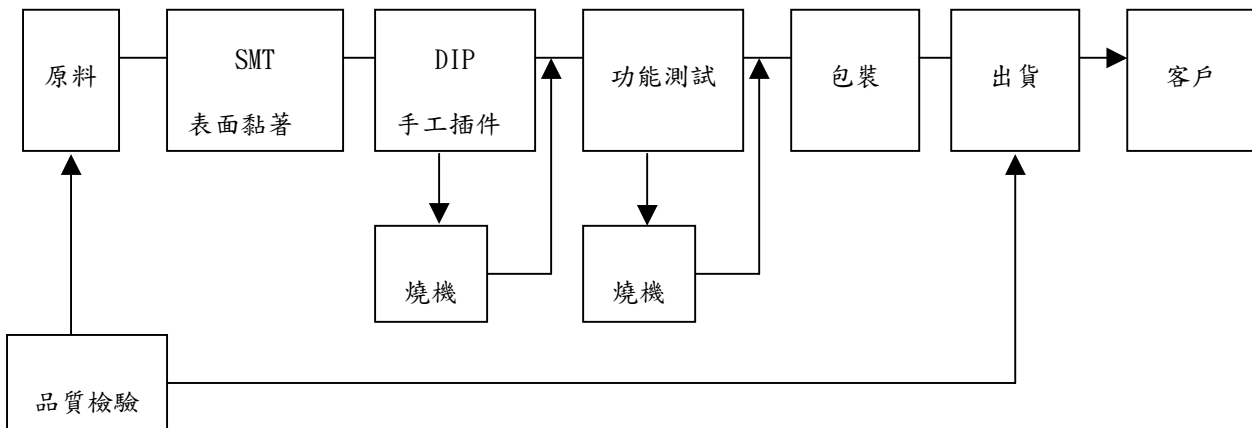 原料
SMT
表面黏著
DIP
手工插件
功能測試
包裝
出貨
客戶
燒機
燒機
品質檢驗